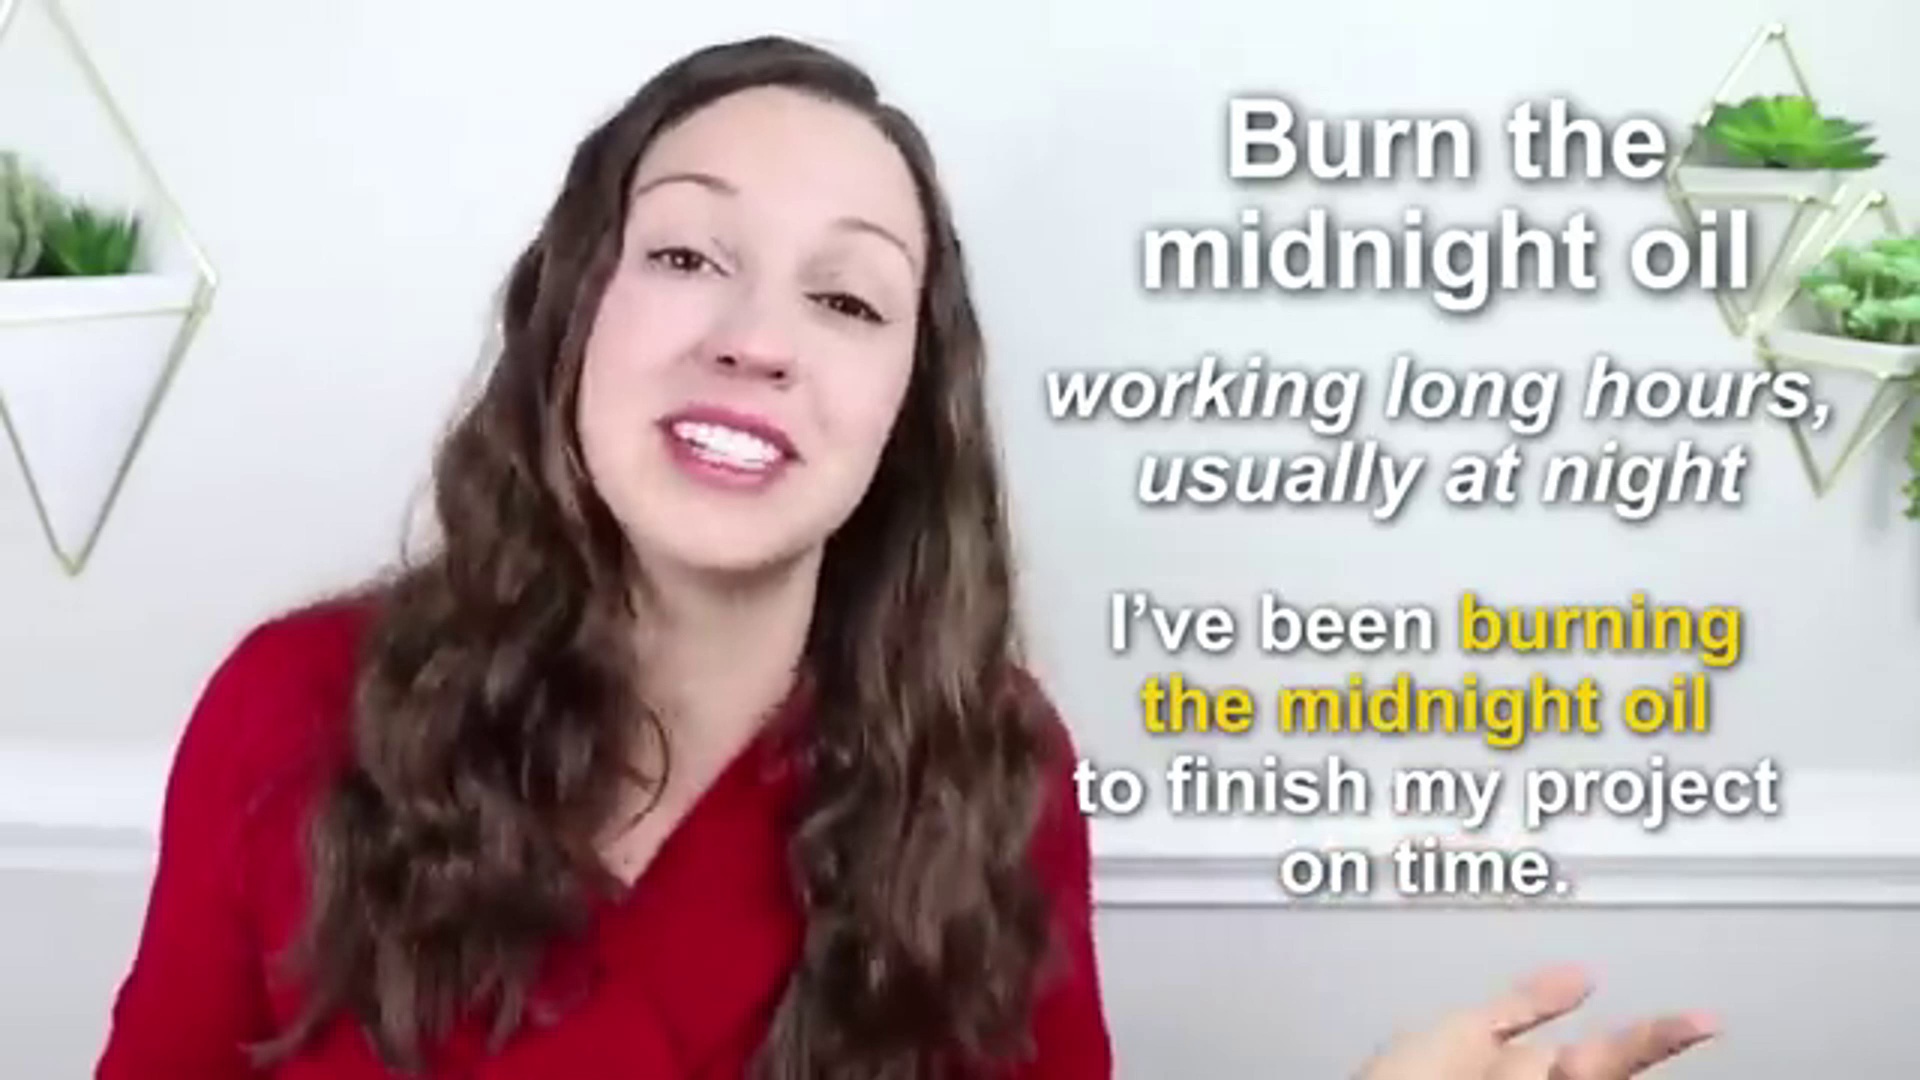 Burn the
midnight oil
working long hours,
usually at night
I’ve been burning
the midnight oil
to finish my project
on time.